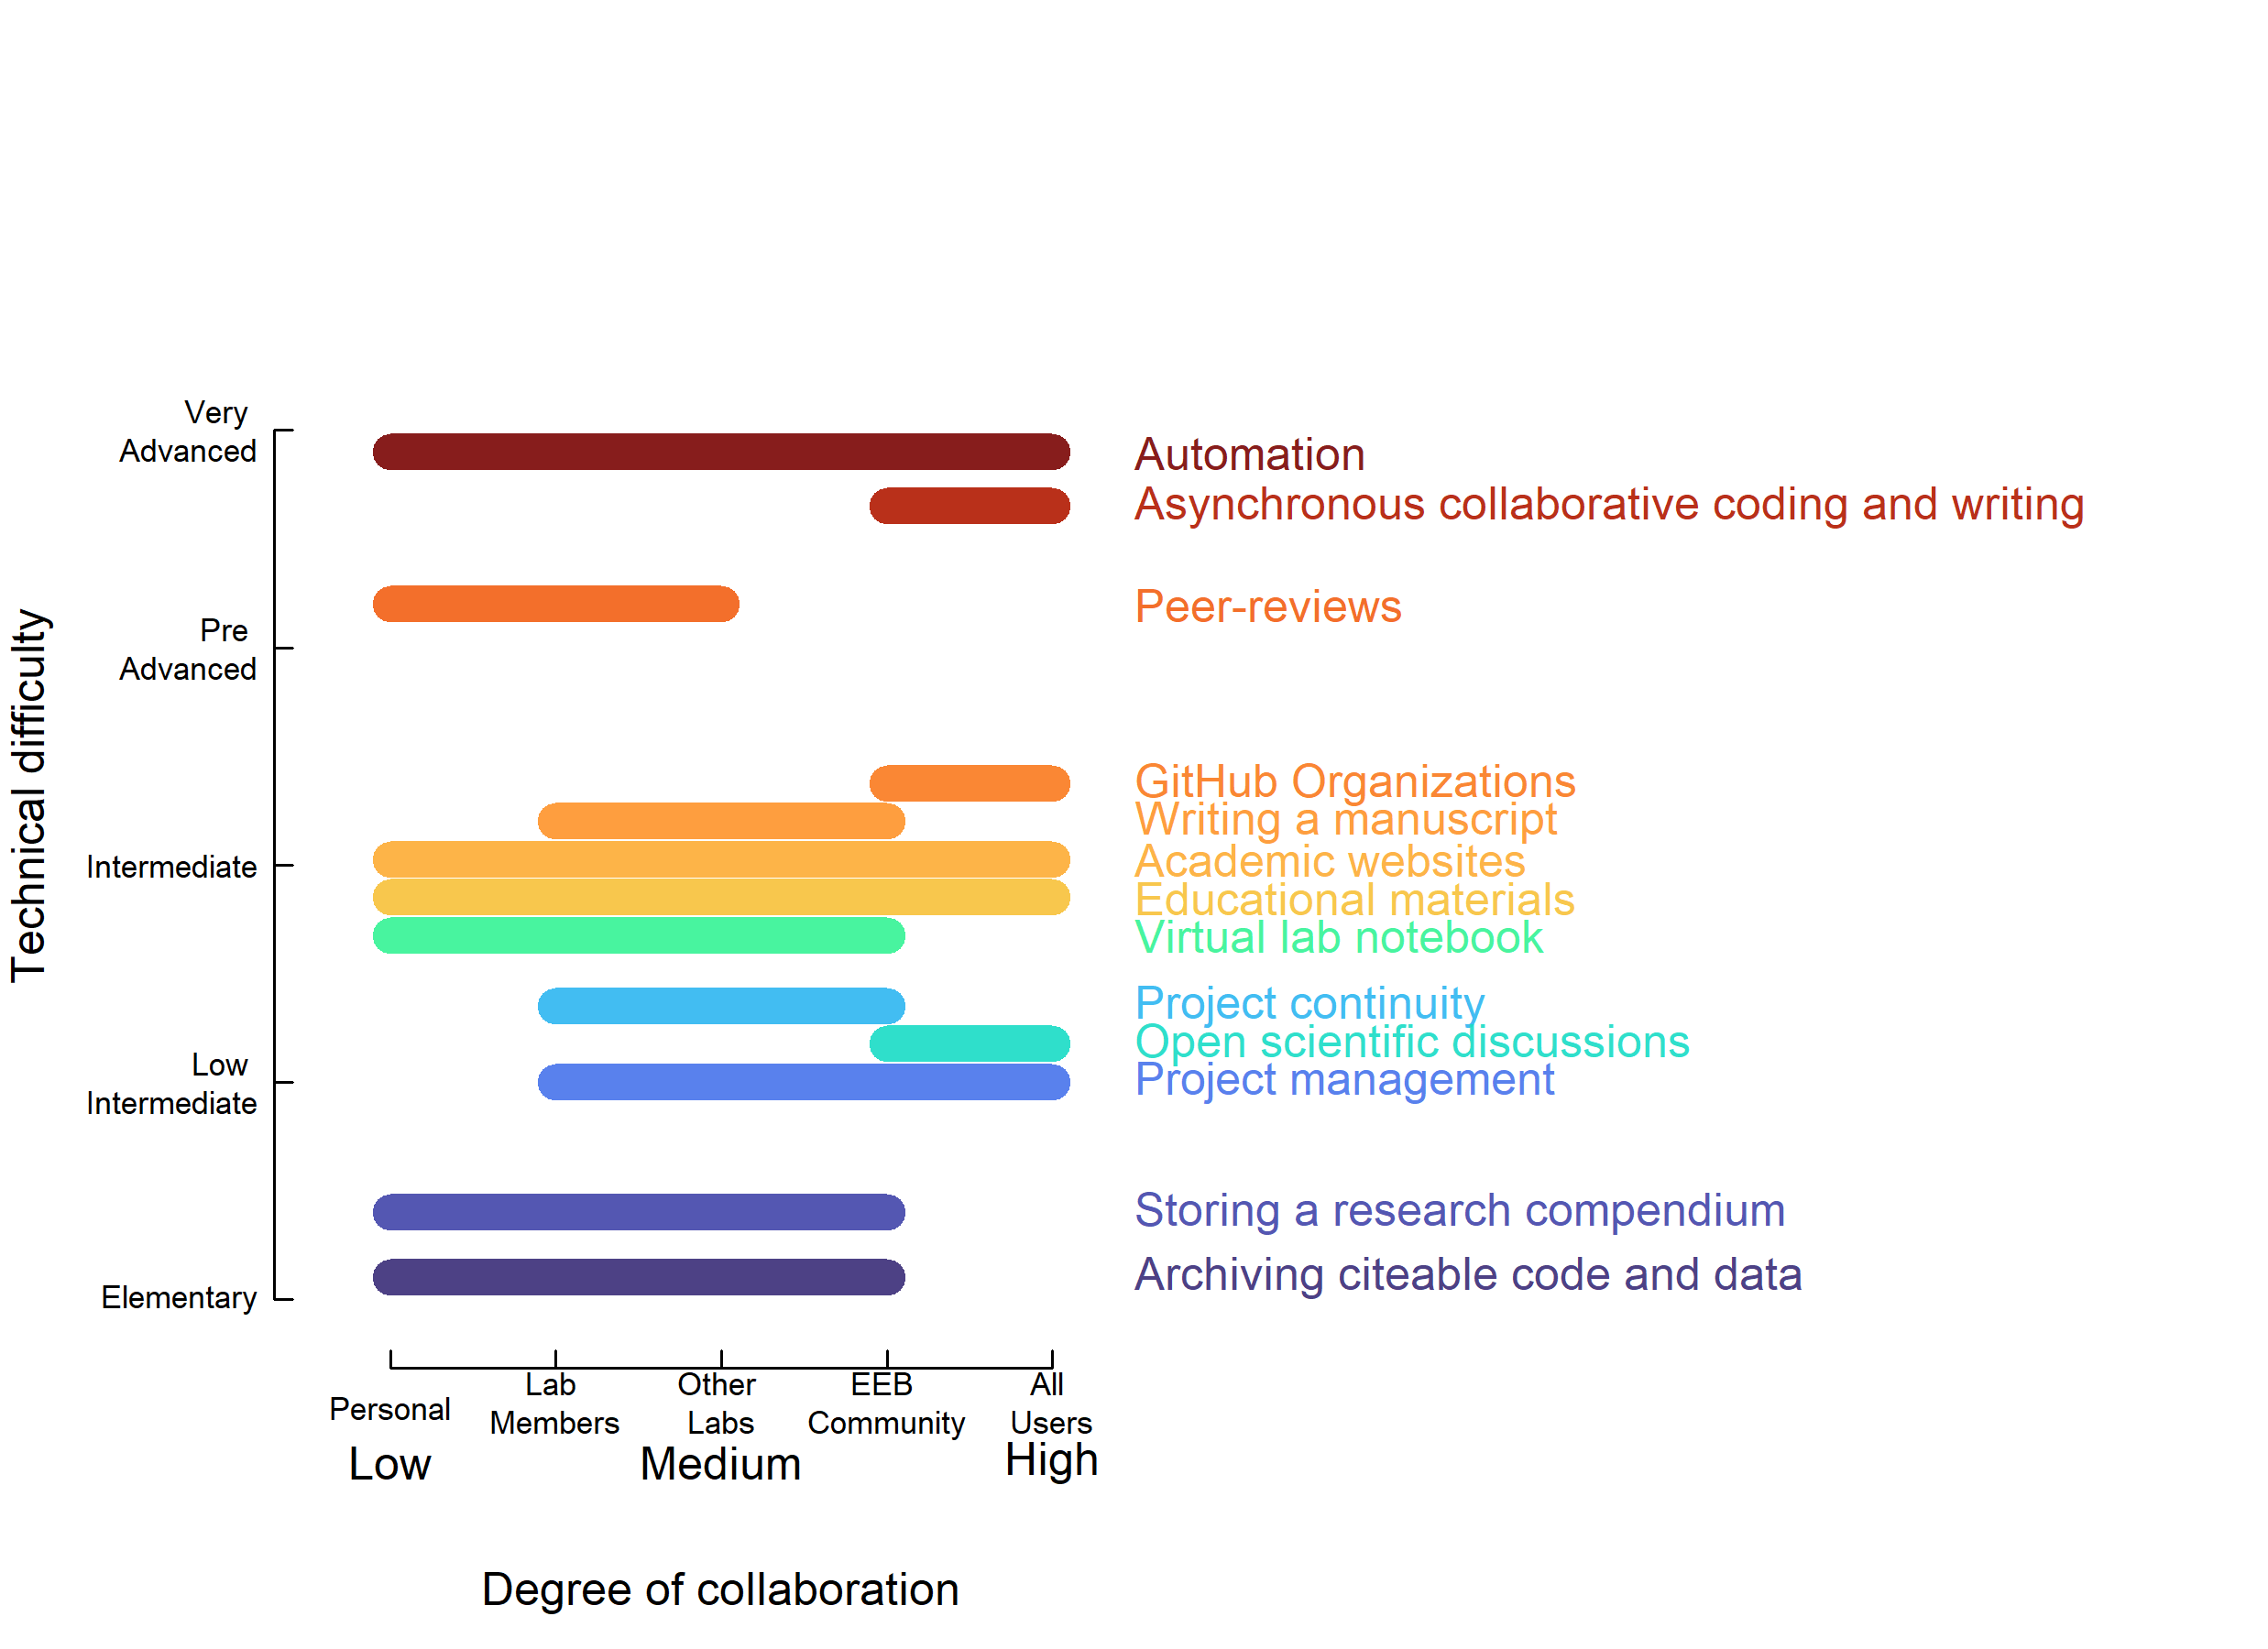 Technical difficulty
Very
Advanced
Pre
Advanced
Intermediate
Low
Intermediate
Elementary
Automation
Asynchronous collaborative coding and writing
Peer-reviews
GitHub Organizations
Writing a manuscript
Academic websites
Educational materials
Virtual lab notebook
Project continuity
Open scientific discussions
Project management
Storing a research compendium
Archiving citeable code and data
Personal
Lab
Members
Other
Labs
EEB
Community
All
Users
Low
Medium
High
Degree of collaboration